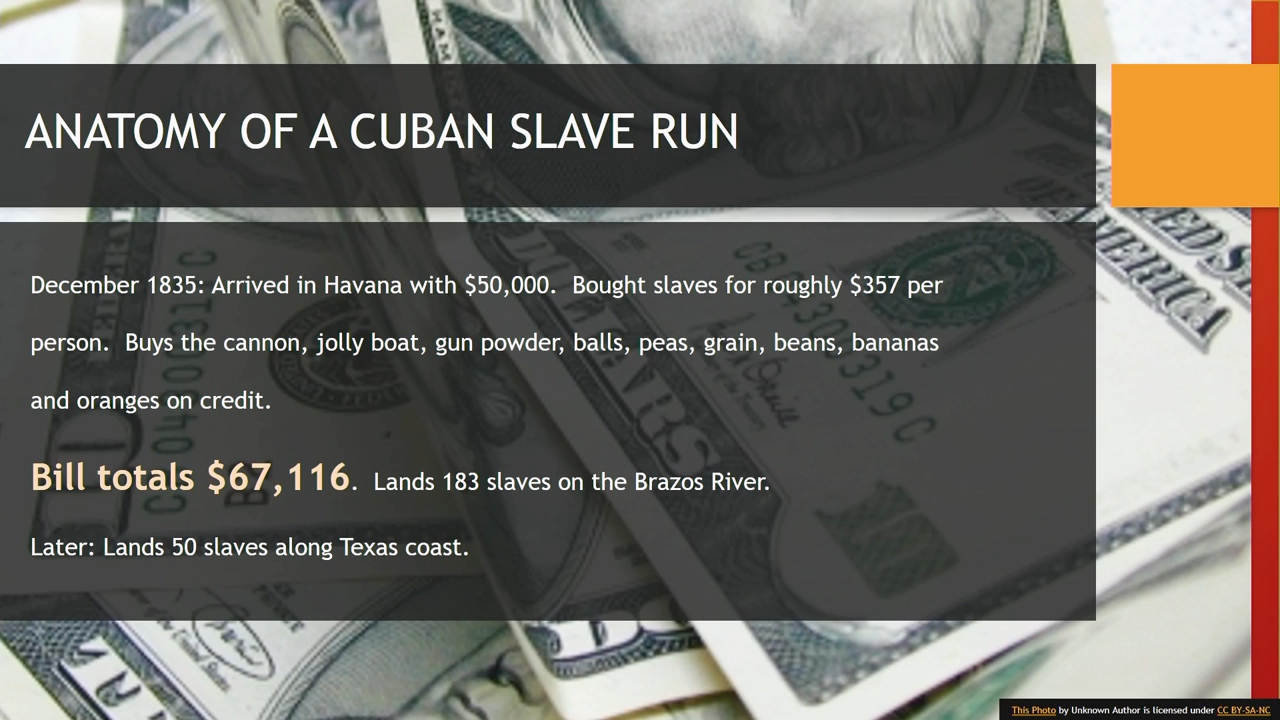 ANATOMY OF A CUBAN SLAVE RUN
December 1835: Arrived in Havana with $50,000.  Bought slaves for roughly $357 per
person.  Buys the cannon, jolly boat, gun powder, balls, peas, grain, beans, bananas
and oranges on credit.
Bill totals $67,116.  Lands 183 slaves on the Brazos River.
Later: Lands 50 slaves along Texas coast.
This Photo by Unknown Author is licensed under CC BY-SA-NC